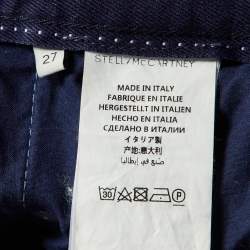 27
STELLA McCARTNEY
MADE IN ITALY
FABRIQUE EN ITALIE
HERGESTELLT IN ITALIEN
HECHO EN ITALIA
СДЕЛАНО В ИТАЛИИ
イタリア製
产地:意大利
صنع في إيطاليا
30 P